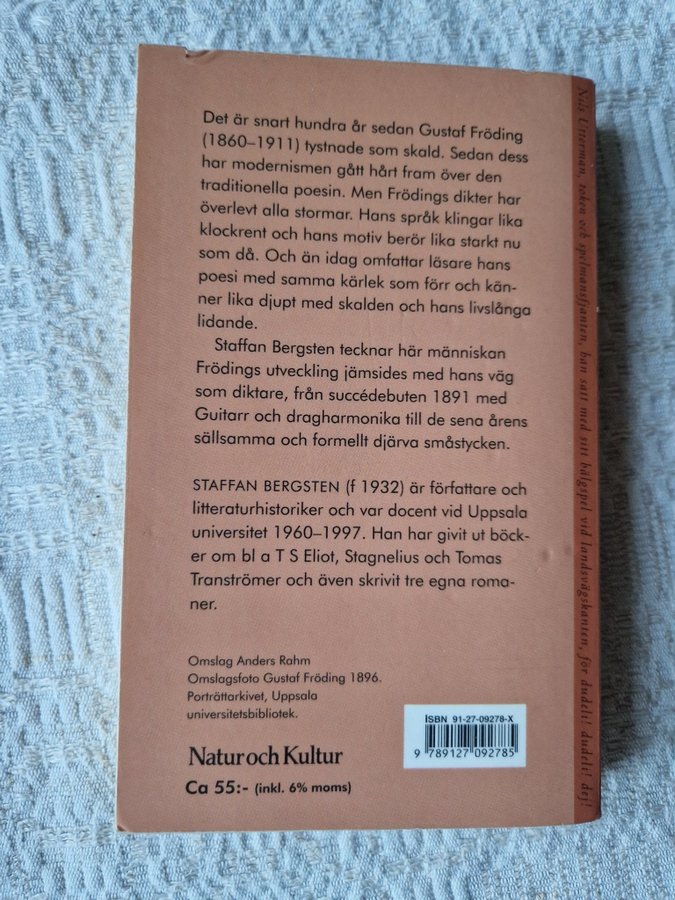 Det är snart hundra år sedan Gustaf Fröding
(1860–1911) tystnade som skald. Sedan dess
har modernismen gått hårt fram över den
traditionella poesin. Men Frödings dikter har
överlevt alla stormar. Hans språk klingar lika
klockrent och hans motiv berör lika starkt nu
som då. Och än idag omfattar läsare hans
poesi med samma kärlek som förr och kän-
ner lika djupt med skalden och hans livslånga
lidande.
Staffan Bergsten tecknar här människan
Frödings utveckling jämsides med hans väg
som diktare, från succédebuten 1891 med
Guitarr och dragharmonika till de sena årens
sällsamma och formellt djärva småstycken.
STAFFAN BERGSTEN (f 1932) är författare och
litteraturhistoriker och var docent vid Uppsala
universitet 1960–1997. Han har givit ut böck-
er om bl a T S Eliot, Stagnelius och Tomas
Tranströmer och även skrivit tre egna roma-
ner.
Omslag Anders Rahm
Omslagsfoto Gustaf Fröding 1896.
Porträttarkivet, Uppsala
universitetsbibliotek.
Natur och Kultur
Ca 55:- (inkl. 6% moms)
ISBN 91-27-09278-X
9 789127 092785
Nils Utterman, token och spelmansfjanten, han satt med sitt bälgspel vid landsvägskanten, för dudeli! dudeli! dej!